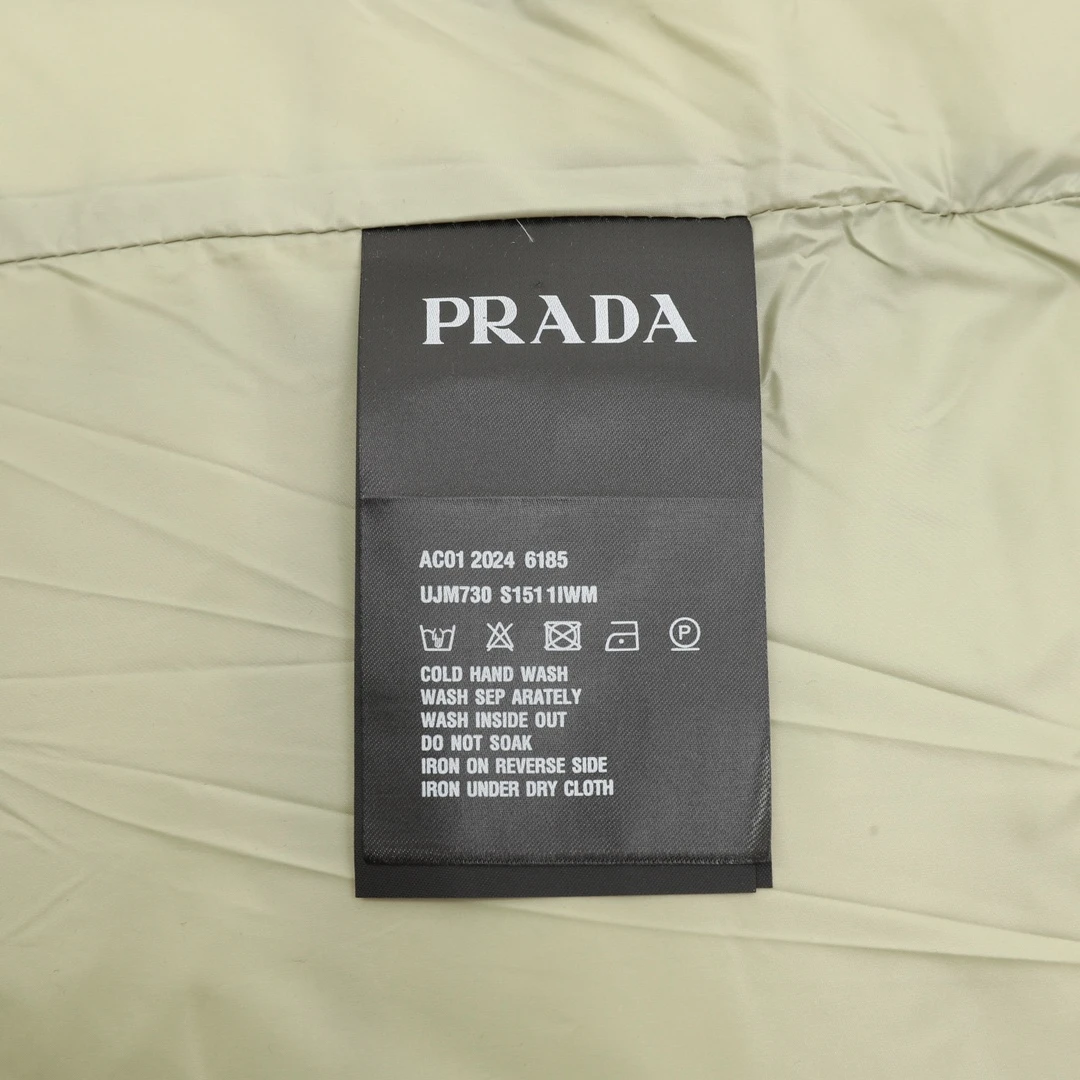 PRADA
AC01 2024 6185
UJM730 S151 1IWM
P
COLD HAND WASH
WASH SEP ARATELY
WASH INSIDE OUT
DO NOT SOAK
IRON ON REVERSE SIDE
IRON UNDER DRY CLOTH